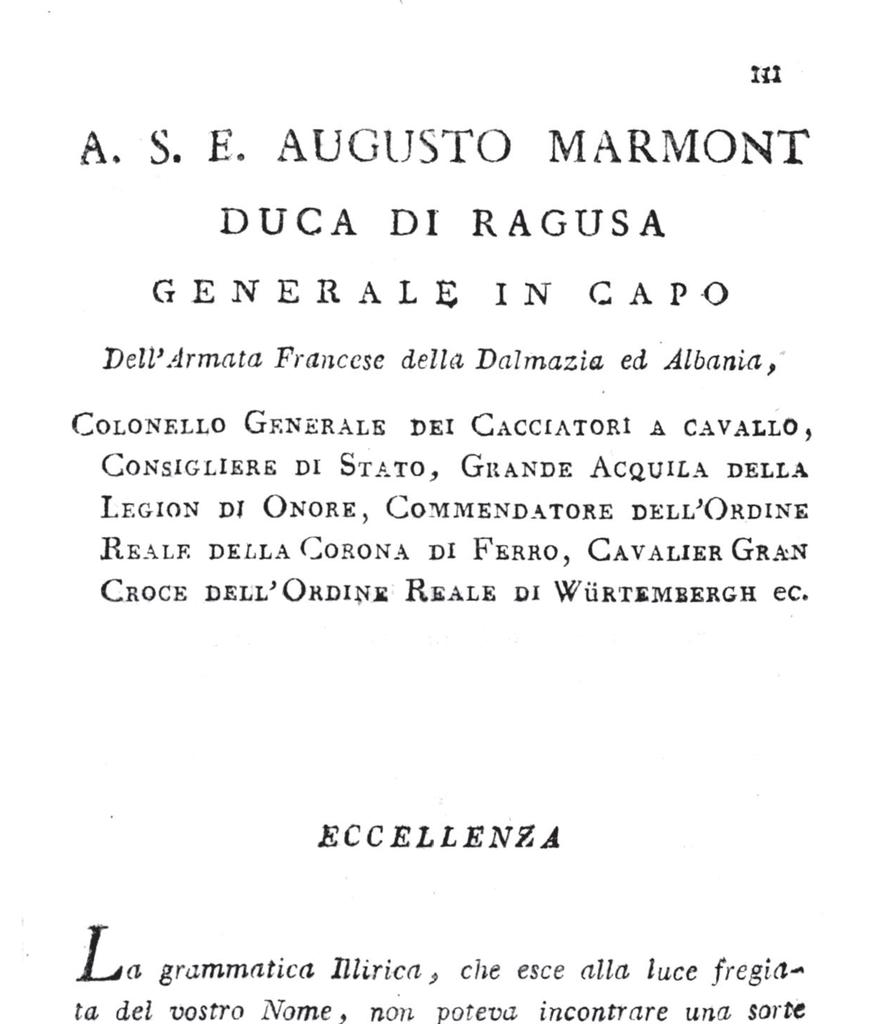 III
A. S. E. AUGUSTO MARMONT
DUCA DI RAGUSA
GENERALE IN CAPO
Dell'Armata Francese della Dalmazia ed Albania,
COLONELLO GENERALE DEI CACCIATORI A CAVALLO,
CONSIGLIERE DI STATO, GRANDE ACQUILA DELLA
LEGION DI ONORE, COMMENDATORE DELL'ORDINE
REALE DELLA CORONA DI FERRO, CAVALIER GRAN
CROCE DELL'ORDINE REALE DI WÜRTEMBERGH ec.
ECCELLENZA
La grammatica Illirica, che esce alla luce fregia-
ta del vostro Nome, non poteva incontrare una sorte